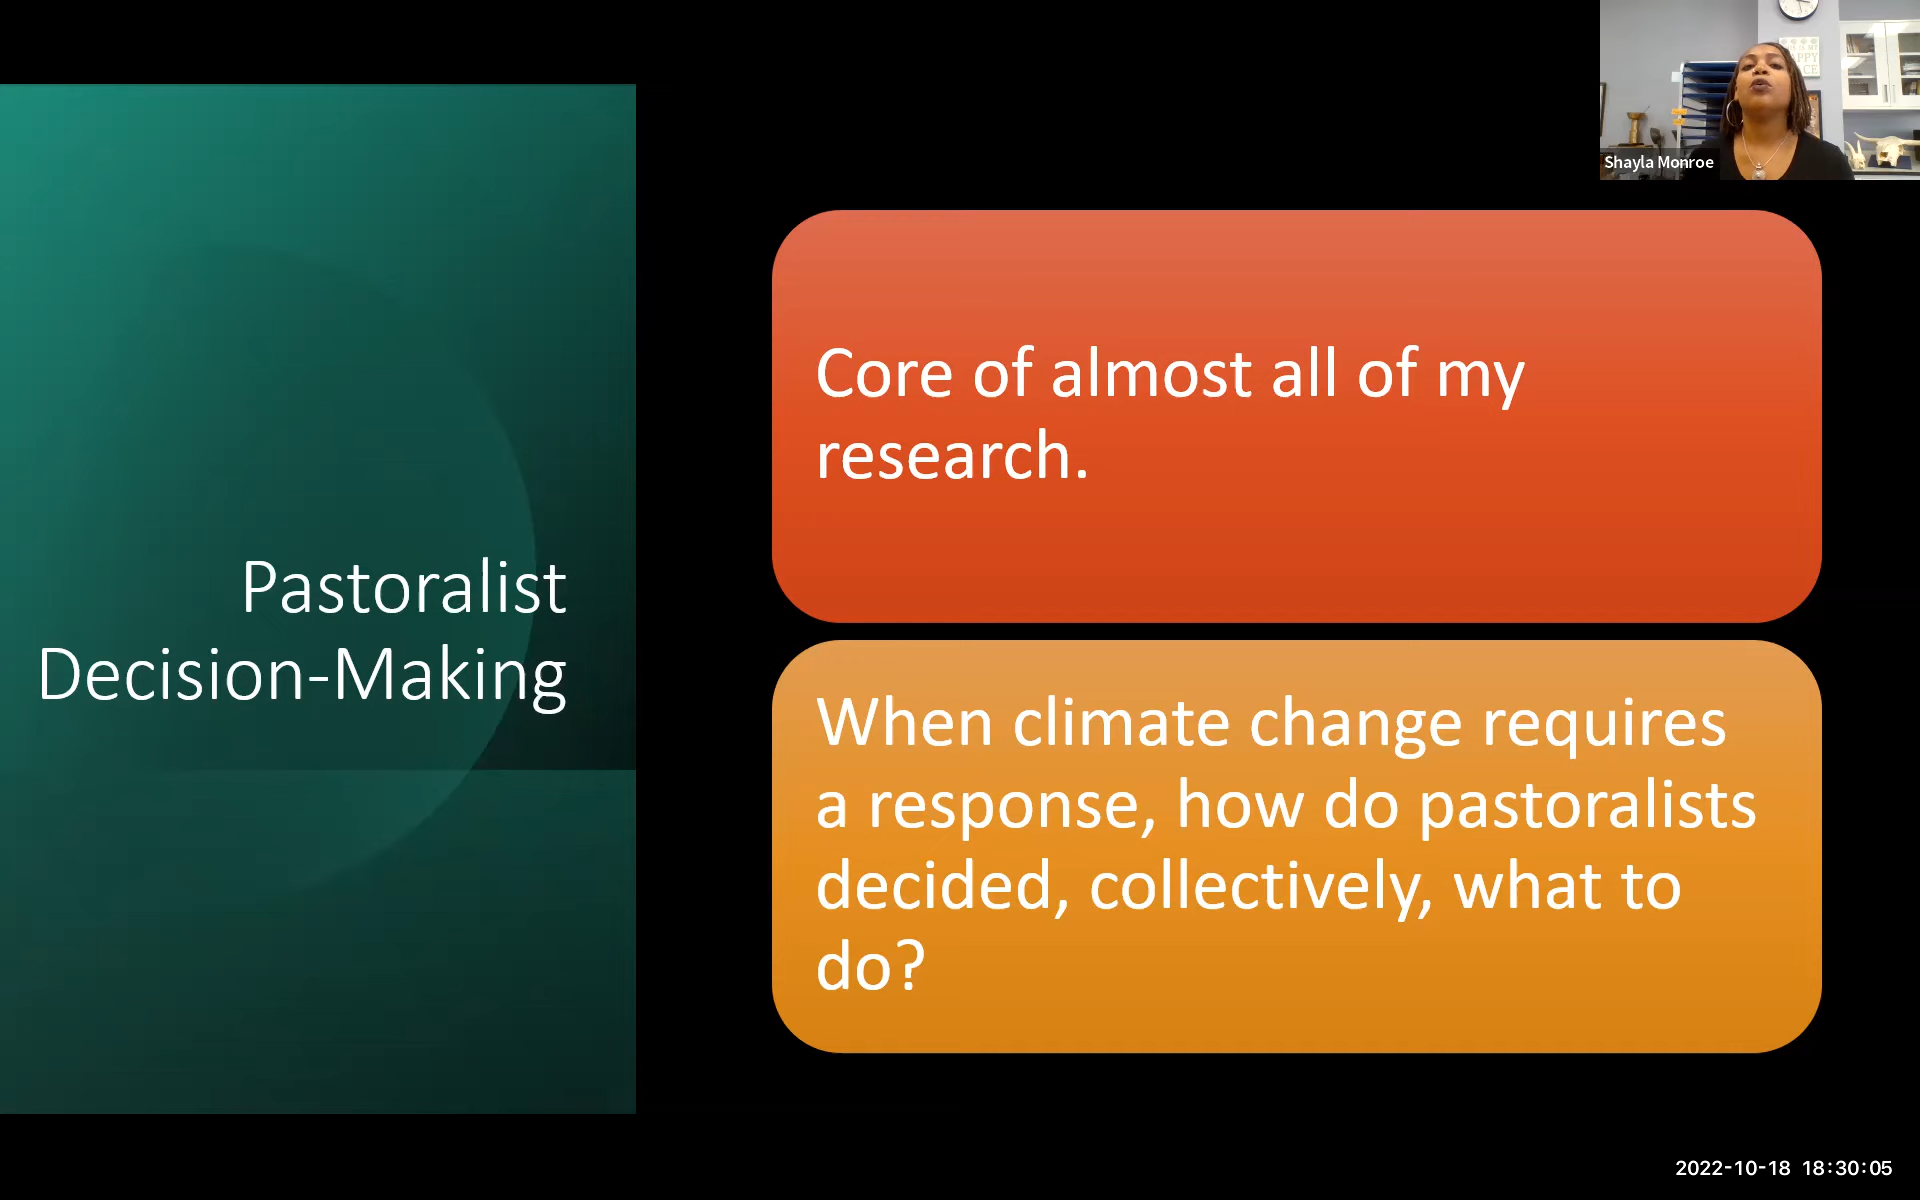 Shayla Monroe
Pastoralist
Decision-Making
Core of almost all of my
research.
When climate change requires
a response, how do pastoralists
decided, collectively, what to
do?
2022-10-18 18:30:05